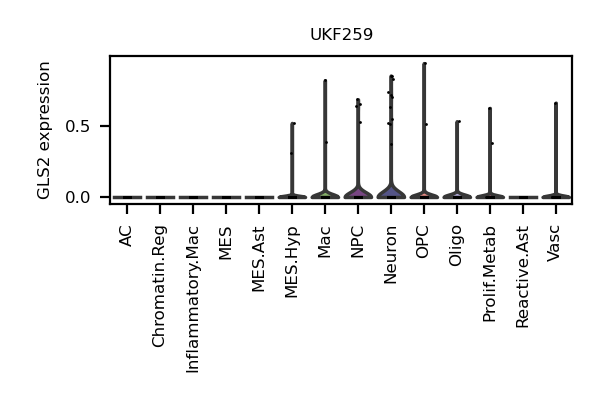 UKF259
GLS2 expression
0.5
0.0
AC
Chromatin.Reg
Inflammatory.Mac
MES
MES.Ast
MES.Hyp
Mac
NPC
Neuron
OPC
Oligo
Prolif.Metab
Reactive.Ast
Vasc